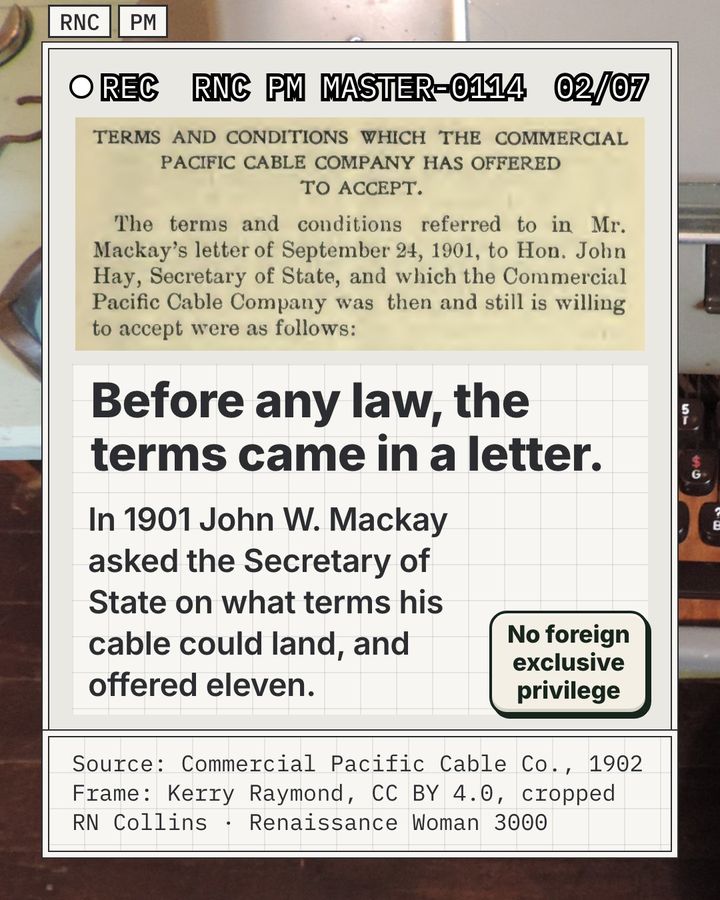 RNC PM
REC RNC PM MASTER-0114 02/07
TERMS AND CONDITIONS WHICH THE COMMERCIAL
PACIFIC CABLE COMPANY HAS OFFERED
TO ACCEPT.
The terms and conditions referred to in Mr.
Mackay's letter of September 24, 1901, to Hon. John
Hay, Secretary of State, and which the Commercial
Pacific Cable Company was then and still is willing
to accept were as follows:
Before any law, the
terms came in a letter.
In 1901 John W. Mackay
asked the Secretary of
State on what terms his
cable could land, and
offered eleven.
No foreign
exclusive
privilege
5
T
$
G
?
B
Source: Commercial Pacific Cable Co., 1902
Frame: Kerry Raymond, CC BY 4.0, cropped
RN Collins · Renaissance Woman 3000